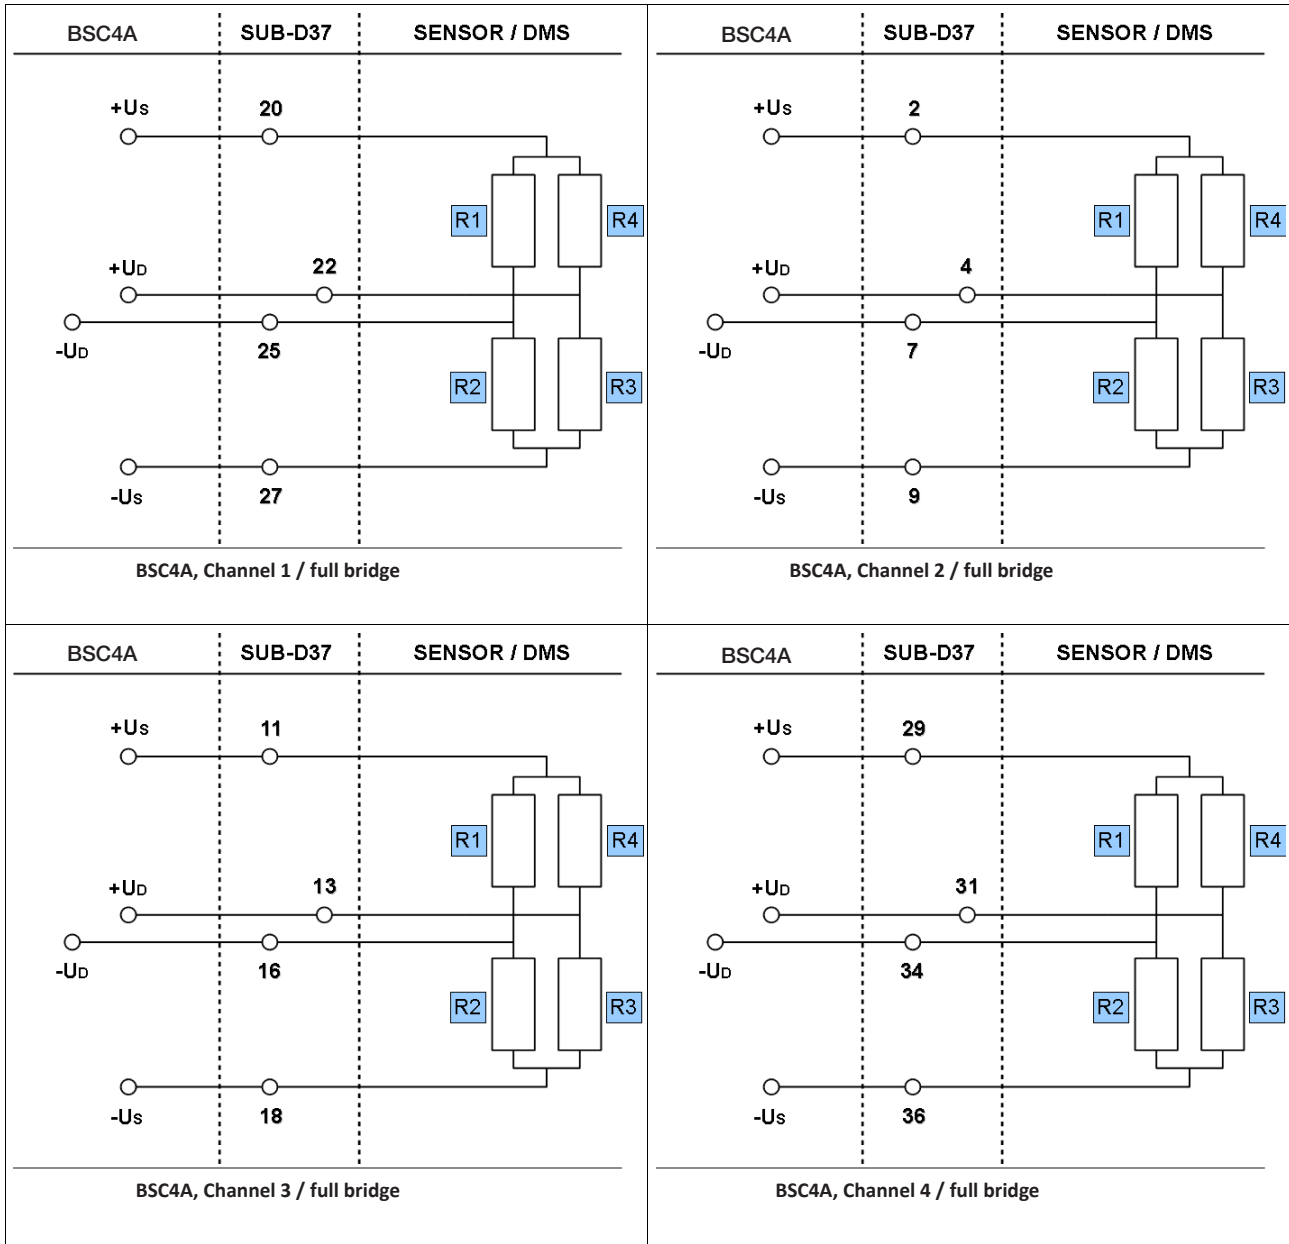 BSC4A SUB-D37 SENSOR / DMS
+Us 20
R1 R4
+UD 22
-UD 25
R2 R3
-Us 27
BSC4A, Channel 1 / full bridge
BSC4A SUB-D37 SENSOR / DMS
+Us 2
R1 R4
+UD 4
-UD 7
R2 R3
-Us 9
BSC4A, Channel 2 / full bridge
BSC4A SUB-D37 SENSOR / DMS
+Us 11
R1 R4
+UD 13
-UD 16
R2 R3
-Us 18
BSC4A, Channel 3 / full bridge
BSC4A SUB-D37 SENSOR / DMS
+Us 29
R1 R4
+UD 31
-UD 34
R2 R3
-Us 36
BSC4A, Channel 4 / full bridge